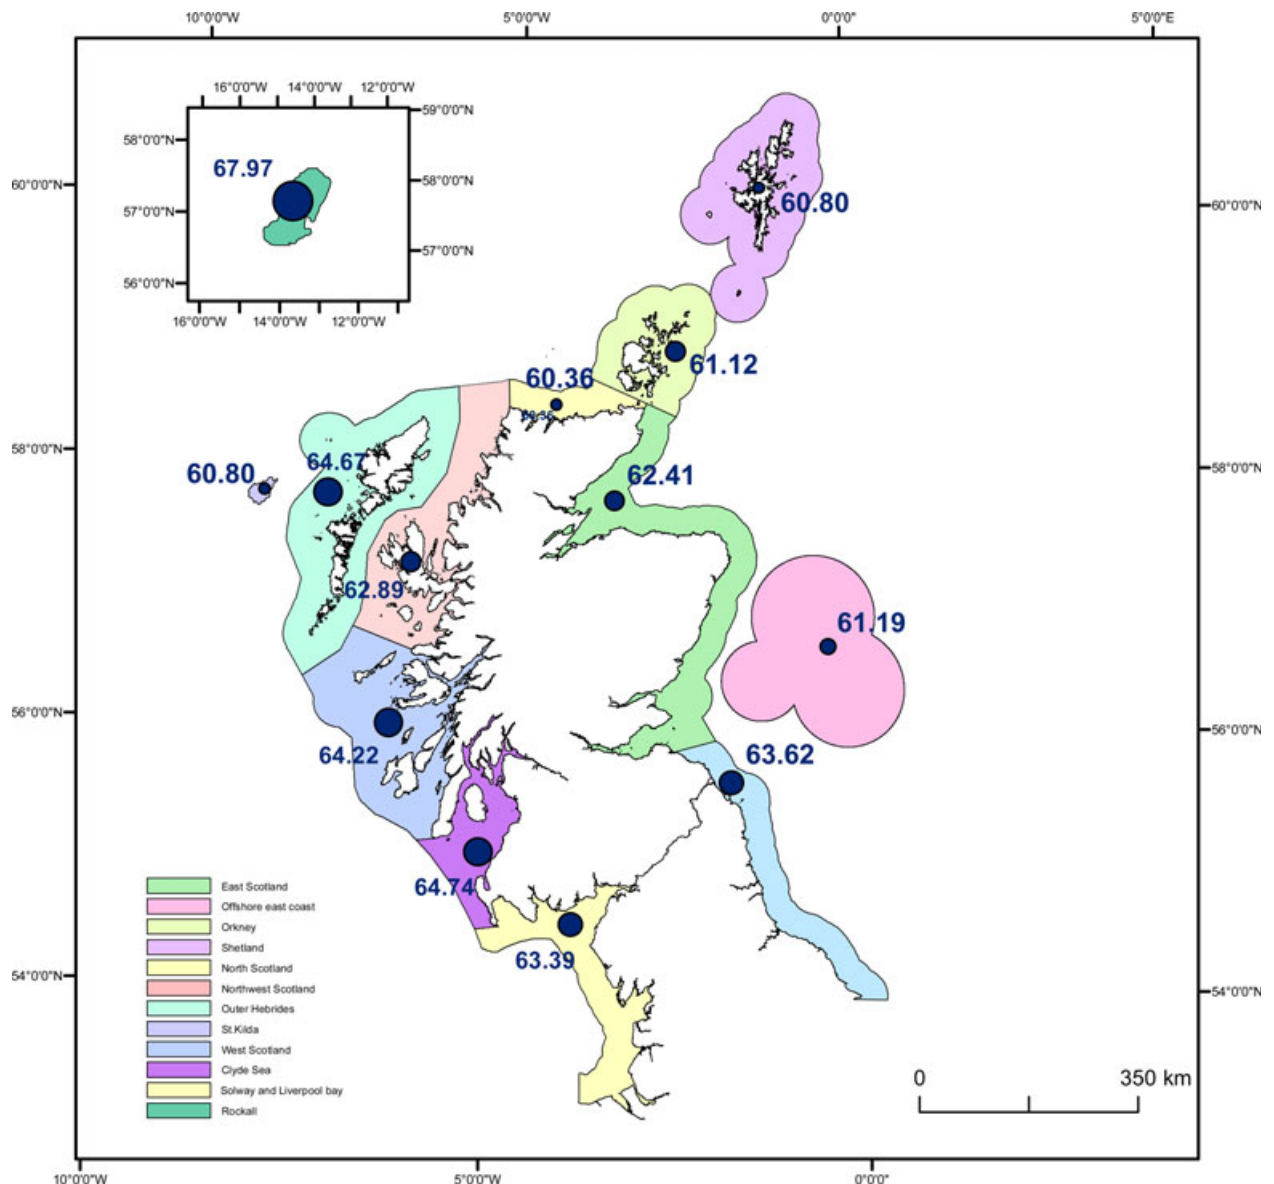 10°0'0"W 5°0'0"W 0°0'0" 5°0'0"E
16°0'0"W 14°0'0"W 12°0'0"W
59°0'0"N
58°0'0"N
67.97
58°0'0"N
60°0'0"N
57°0'0"N
60.80
60°0'0"N
57°0'0"N
56°0'0"N
16°0'0"W 14°0'0"W 12°0'0"W
61.12
60.36
58°0'0"N
64.67
60.80
62.41
58°0'0"N
62.89
61.19
56°0'0"N
56°0'0"N
64.22
63.62
64.74
63.39
East Scotland
Offshore east coast
Orkney
Shetland
North Scotland
Northwest Scotland
Outer Hebrides
St.Kilda
West Scotland
Clyde Sea
Solway and Liverpool bay
Rockall
54°0'0"N
54°0'0"N
0 350 km
10°0'0"W 5°0'0"W 0°0'0"